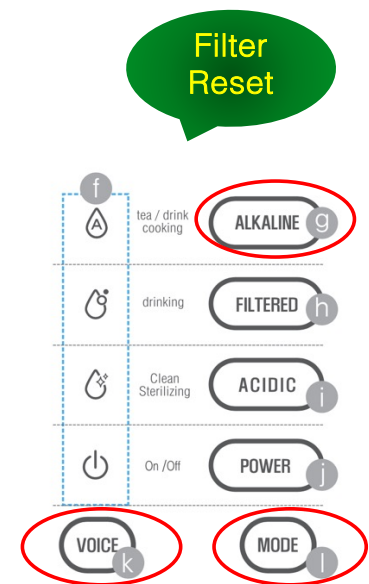 Filter
Reset
f
A
tea / drink
cooking
ALKALINE g
drinking
FILTERED h
Clean
Sterilizing
ACIDIC i
On /Off
POWER j
VOICE k
MODE l